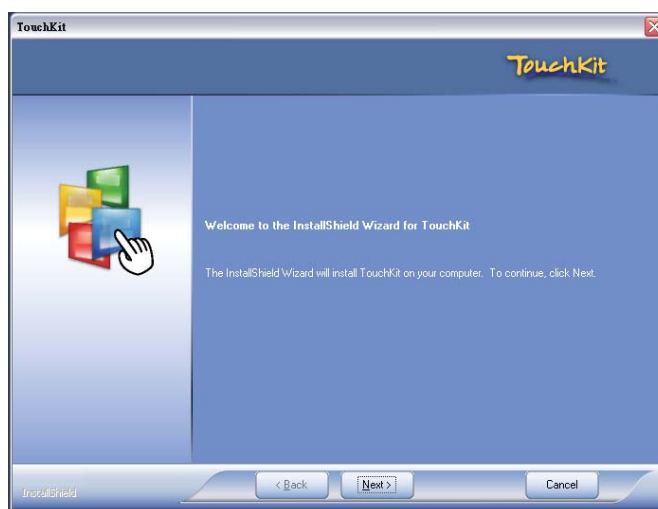 TouchKit
TouchKit
Welcome to the InstallShield Wizard for TouchKit
The InstallShield Wizard will install TouchKit on your computer. To continue, click Next.
InstallShield
< Back
Next >
Cancel